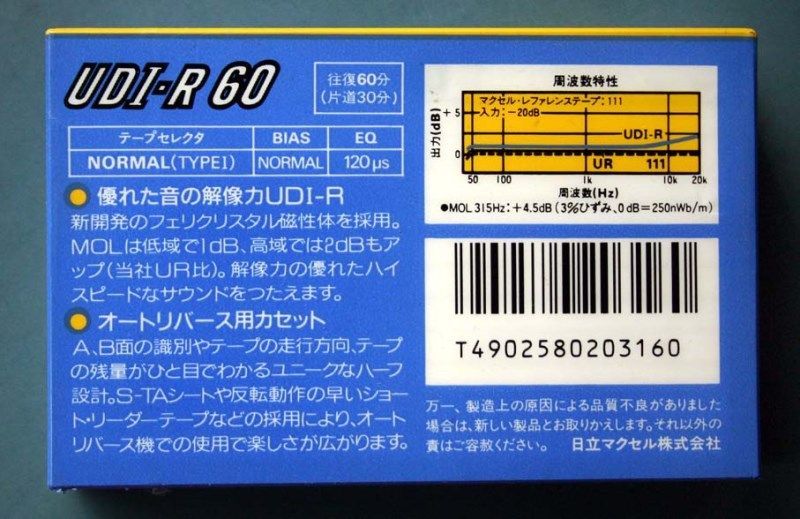 UDI-R 60
往復60分
(片道30分)
テープセレクタ BIAS EQ
NORMAL(TYPEⅠ) NORMAL 120μs
● 優れた音の解像力UDI-R
新開発のフェリクリスタル磁性体を採用。
MOLは低域で1dB、高域では2dBもア
ップ(当社UR比)。解像力の優れたハイ
スピードなサウンドをつたえます。
● オートリバース用カセット
A、B面の識別やテープの走行方向、テープ
の残量がひと目でわかるユニークなハーフ
設計。S-TAシートや反転動作の早いショー
ト・リーダーテープなどの採用により、オート
リバース機での使用で楽しさが広がります。
周波数特性
マクセル・レファレンステープ:111
入力:-20dB
出力(dB)
+5
0
UDI-R
UR 111
50 100 1k 10k 20k
周波数(Hz)
●MOL 315Hz:+4.5dB(3%ひずみ、0dB=250nWb/m)
T4902580203160
万一、製造上の原因による品質不良がありました
場合は、新しい製品とお取りかえします。それ以外の
責はご容赦ください。 日立マクセル株式会社